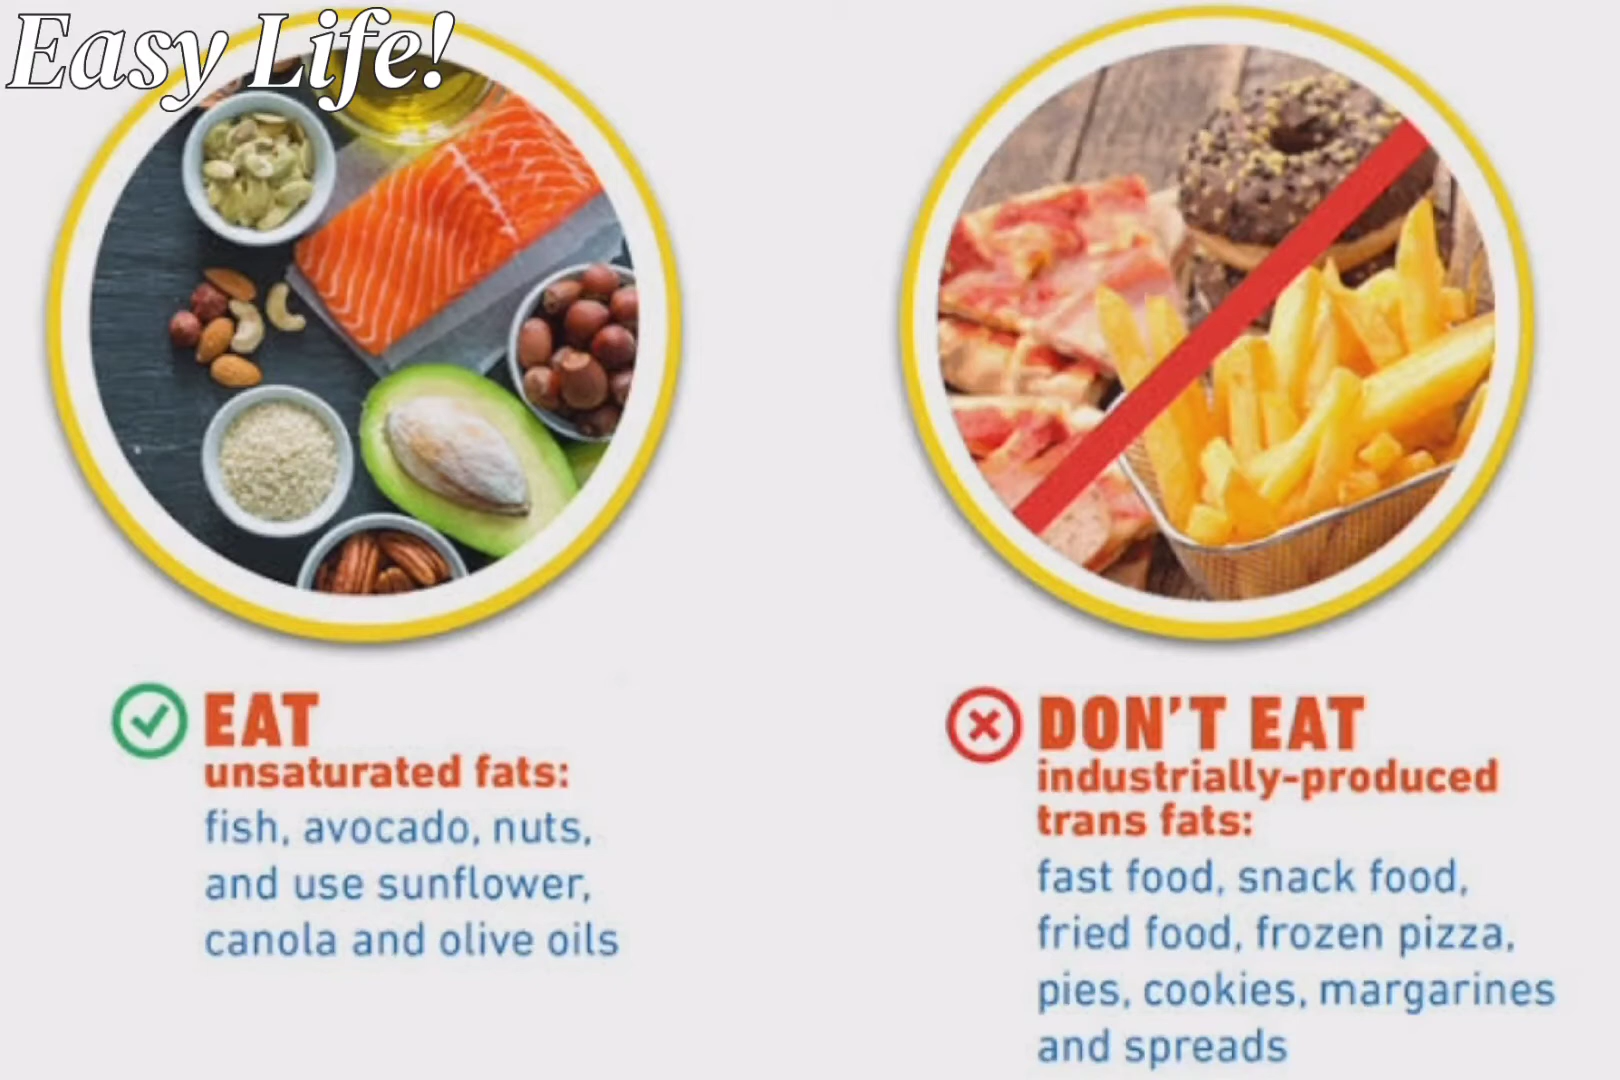 Easy Life!
EAT
unsaturated fats:
fish, avocado, nuts,
and use sunflower,
canola and olive oils
DON'T EAT
industrially-produced
trans fats:
fast food, snack food,
fried food, frozen pizza,
pies, cookies, margarines
and spreads